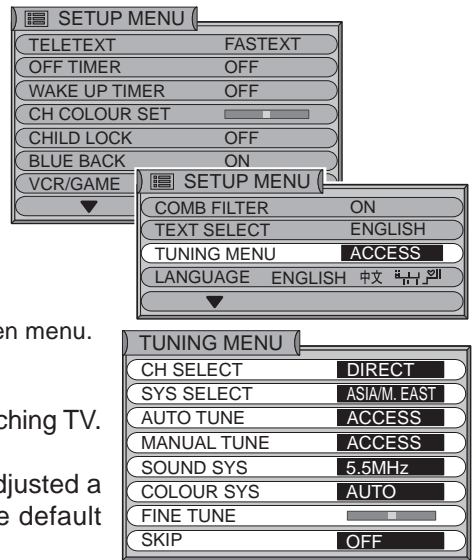 SETUP MENU
TELETEXT FASTEXT
OFF TIMER OFF
WAKE UP TIMER OFF
CH COLOUR SET
CHILD LOCK OFF
BLUE BACK ON
VCR/GAME
SETUP MENU
COMB FILTER ON
TEXT SELECT ENGLISH
TUNING MENU ACCESS
LANGUAGE ENGLISH 中文
en menu.
ching TV.
djusted a
e default
TUNING MENU
CH SELECT DIRECT
SYS SELECT ASIA/M. EAST
AUTO TUNE ACCESS
MANUAL TUNE ACCESS
SOUND SYS 5.5MHz
COLOUR SYS AUTO
FINE TUNE
SKIP OFF